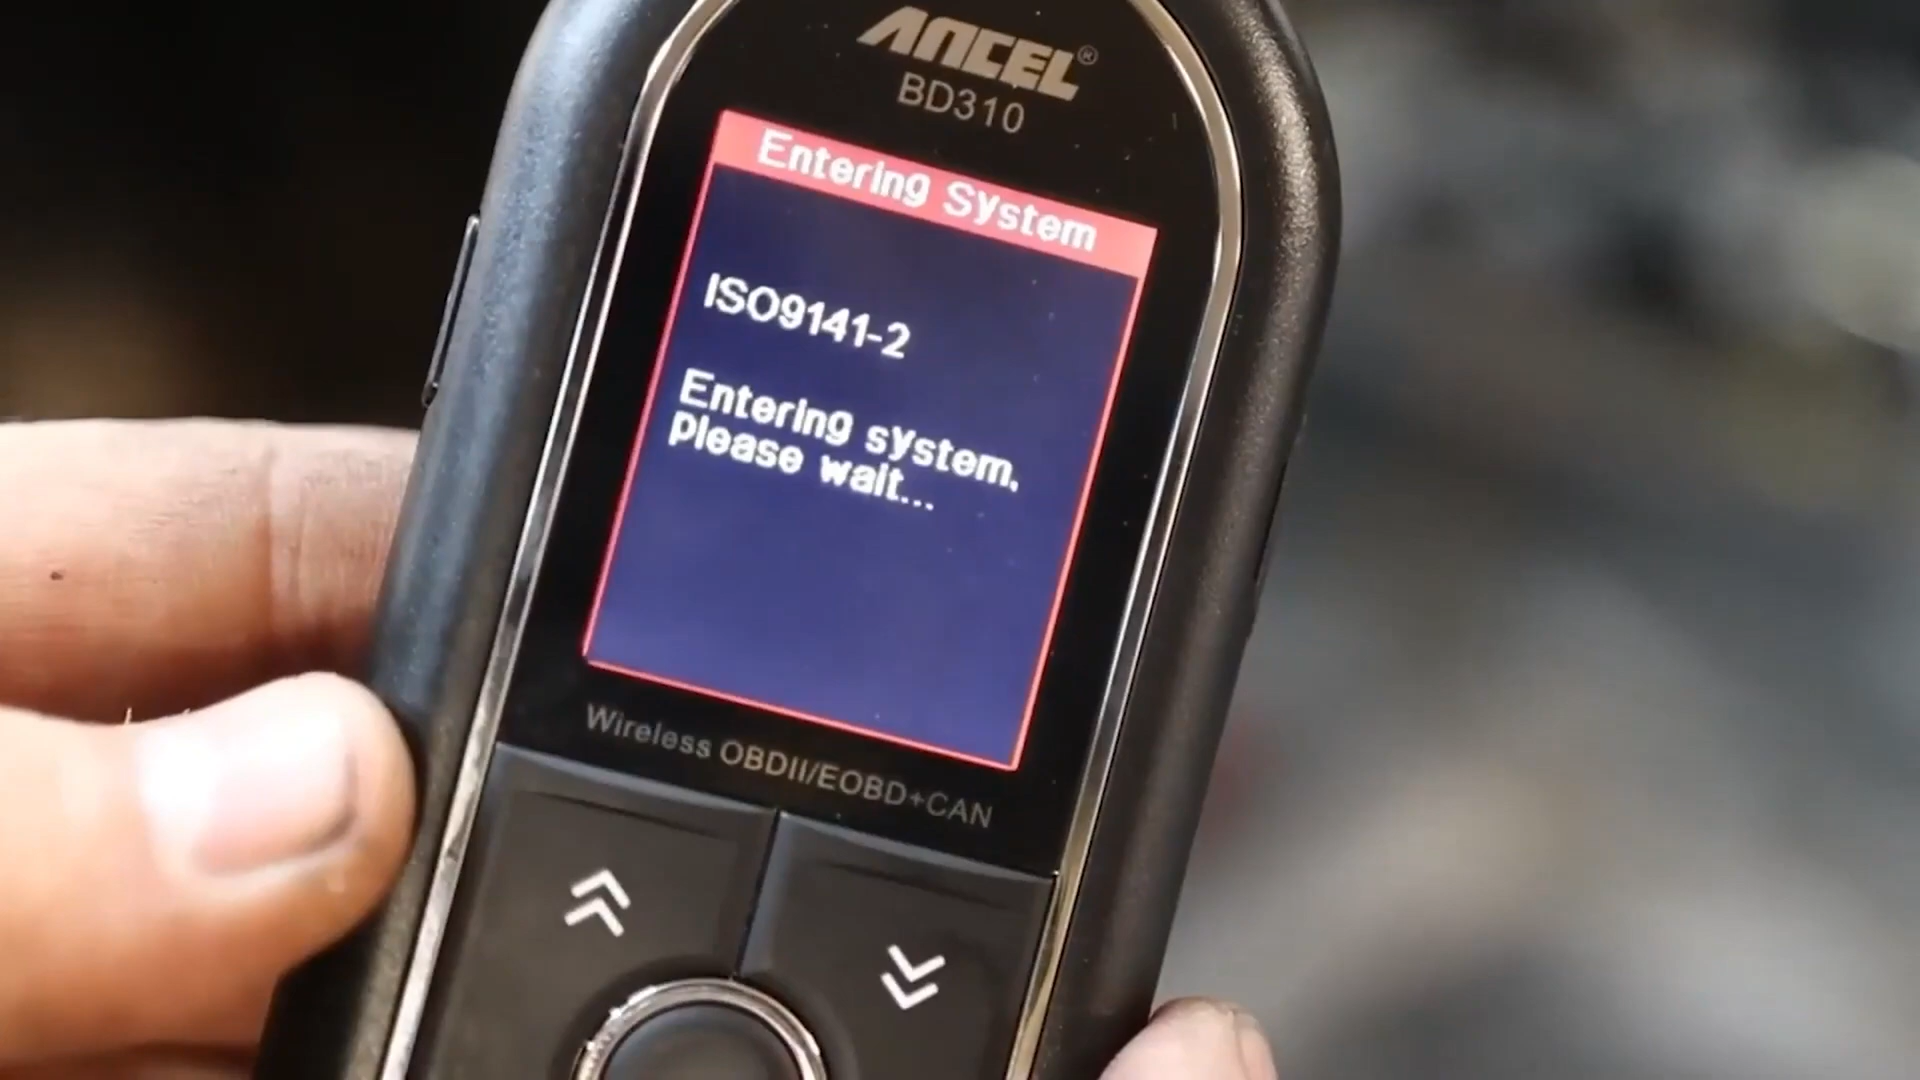 ANCEL®
BD310
Entering System
ISO9141-2
Entering system,
please wait...
Wireless OBDII/EOBD+CAN